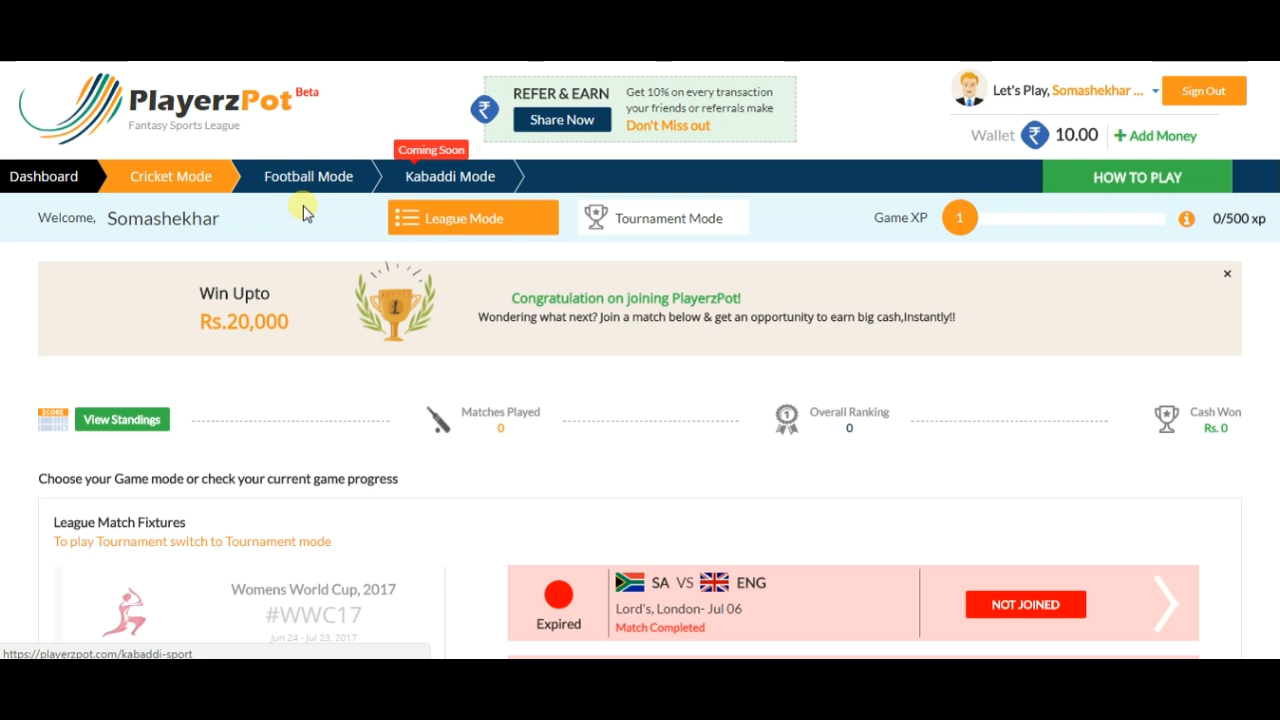 PlayerzPot Beta
Fantasy Sports League
REFER & EARN
Share Now
Get 10% on every transaction
your friends or referrals make
Don't Miss out
Let's Play, Somashekhar ...
Sign Out
Wallet ₹ 10.00 + Add Money
Coming Soon
Dashboard Cricket Mode Football Mode Kabaddi Mode HOW TO PLAY
Welcome, Somashekhar League Mode Tournament Mode Game XP 1 i 0/500 xp
Win Upto
Rs.20,000
1
Congratulation on joining PlayerzPot!
Wondering what next? Join a match below & get an opportunity to earn big cash,Instantly!!
×
SCORE
View Standings
Matches Played
0
1
Overall Ranking
0
Cash Won
Rs. 0
Choose your Game mode or check your current game progress
League Match Fixtures
To play Tournament switch to Tournament mode
Womens World Cup, 2017
#WWC17
Jun 24 - Jul 23, 2017
Expired
SA VS ENG
Lord's, London- Jul 06
Match Completed
NOT JOINED
https://playerzpot.com/kabaddi-sport